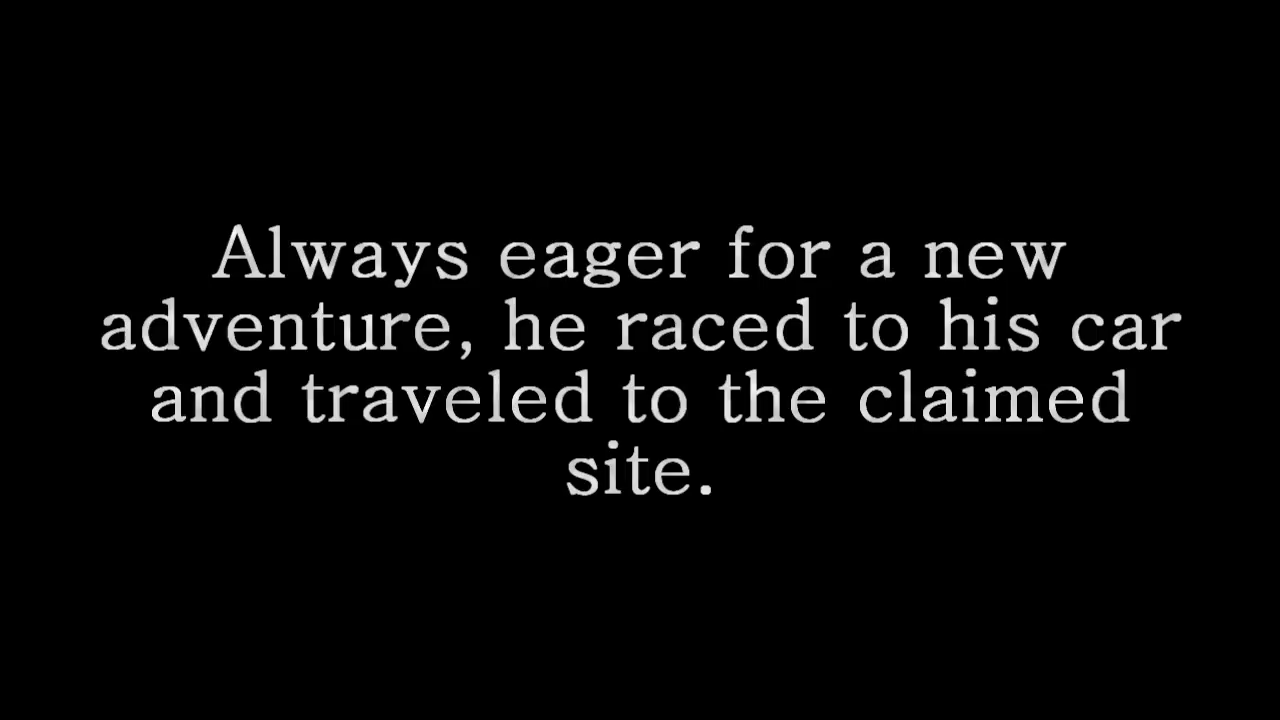 Always eager for a new
adventure, he raced to his car
and traveled to the claimed
site.